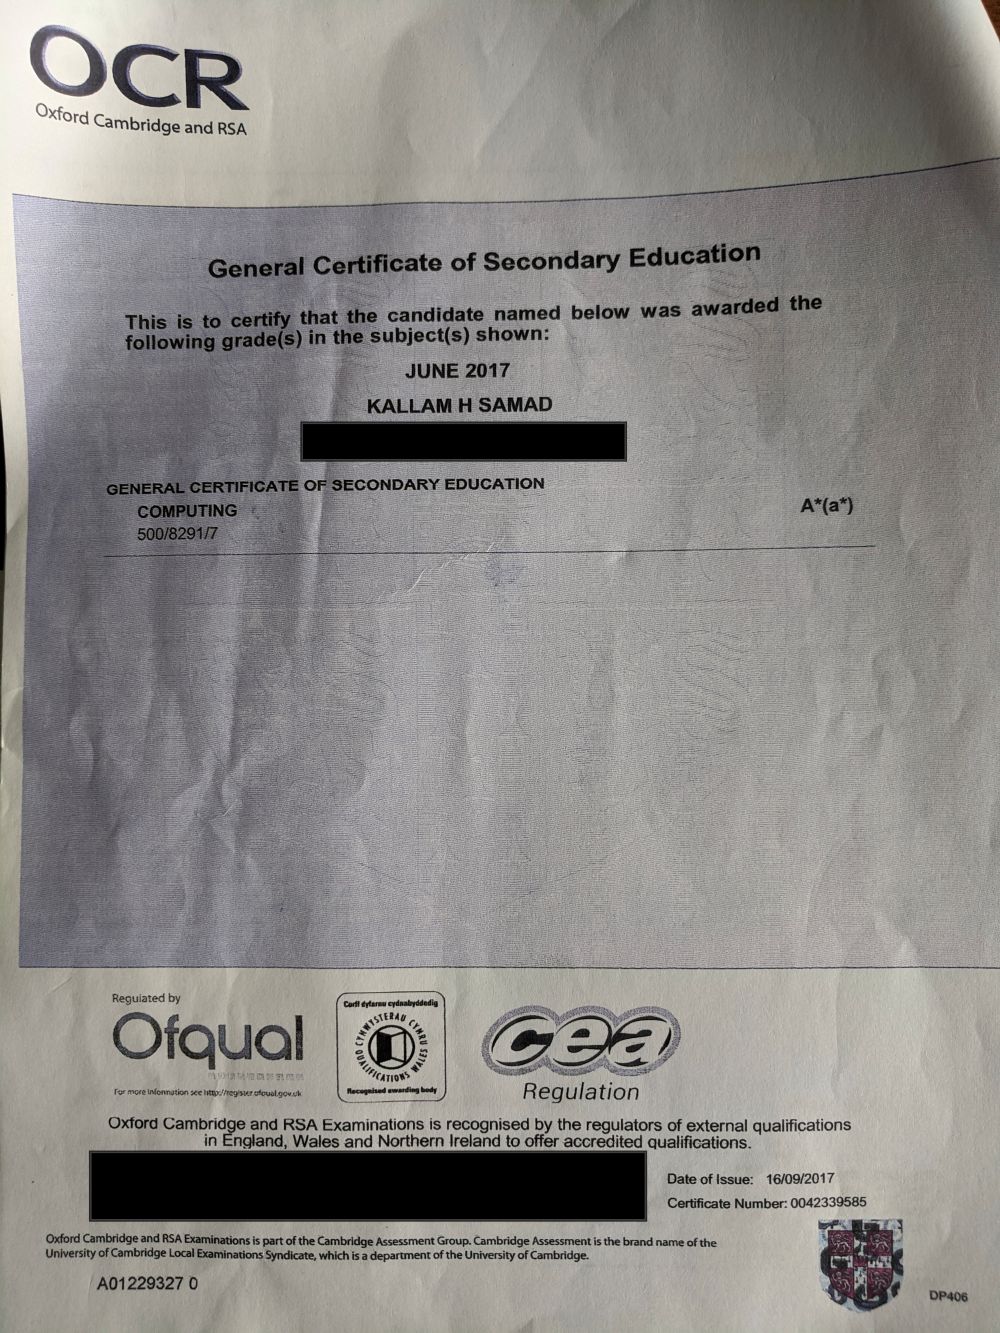 OCR
Oxford Cambridge and RSA
General Certificate of Secondary Education
This is to certify that the candidate named below was awarded the
following grade(s) in the subject(s) shown:
JUNE 2017
KALLAM H SAMAD
GENERAL CERTIFICATE OF SECONDARY EDUCATION
COMPUTING A*(a*)
500/8291/7
Regulated by
Ofqual
For more information see http://register.ofqual.gov.uk
Corff dyfarnu cydnabyddedig
CYMWYSTERAU CYMRU
QUALIFICATIONS WALES
Recognised awarding body
cea
Regulation
Oxford Cambridge and RSA Examinations is recognised by the regulators of external qualifications
in England, Wales and Northern Ireland to offer accredited qualifications.
Date of Issue: 16/09/2017
Certificate Number: 0042339585
Oxford Cambridge and RSA Examinations is part of the Cambridge Assessment Group. Cambridge Assessment is the brand name of the
University of Cambridge Local Examinations Syndicate, which is a department of the University of Cambridge.
A01229327 0
DP406